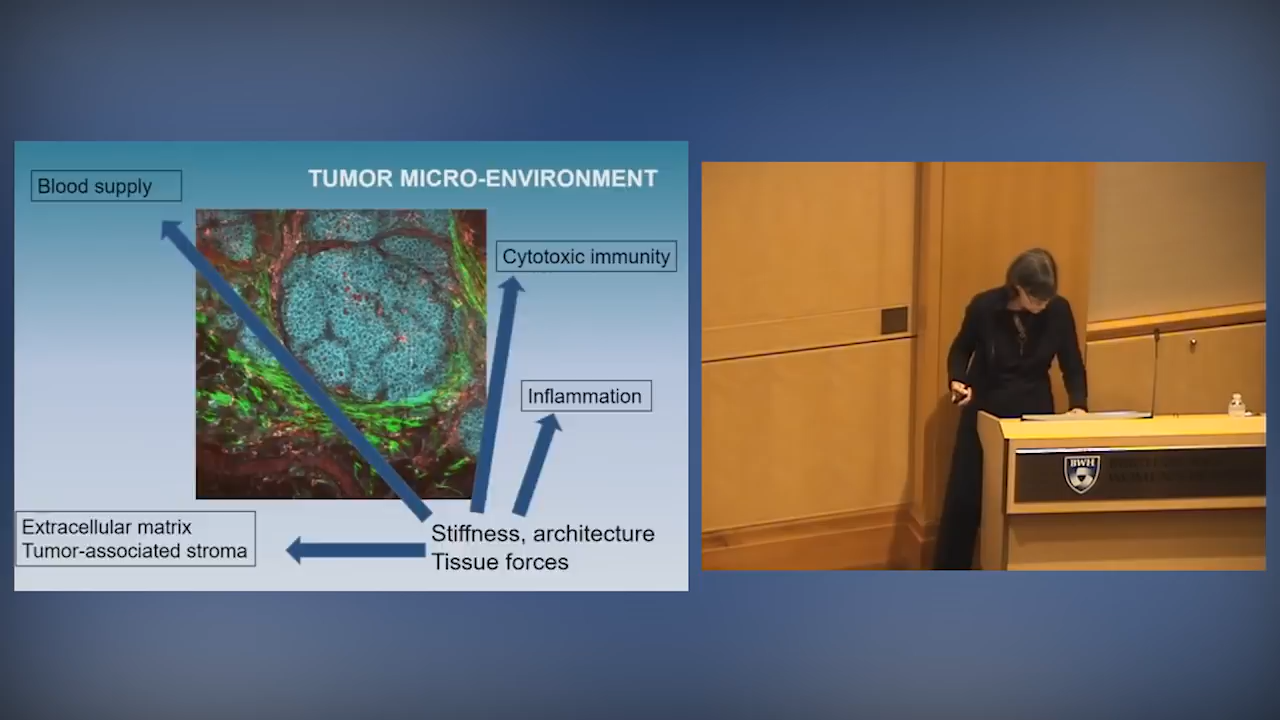 TUMOR MICRO-ENVIRONMENT
Blood supply
Cytotoxic immunity
Inflammation
Extracellular matrix
Tumor-associated stroma
Stiffness, architecture
Tissue forces
BWH